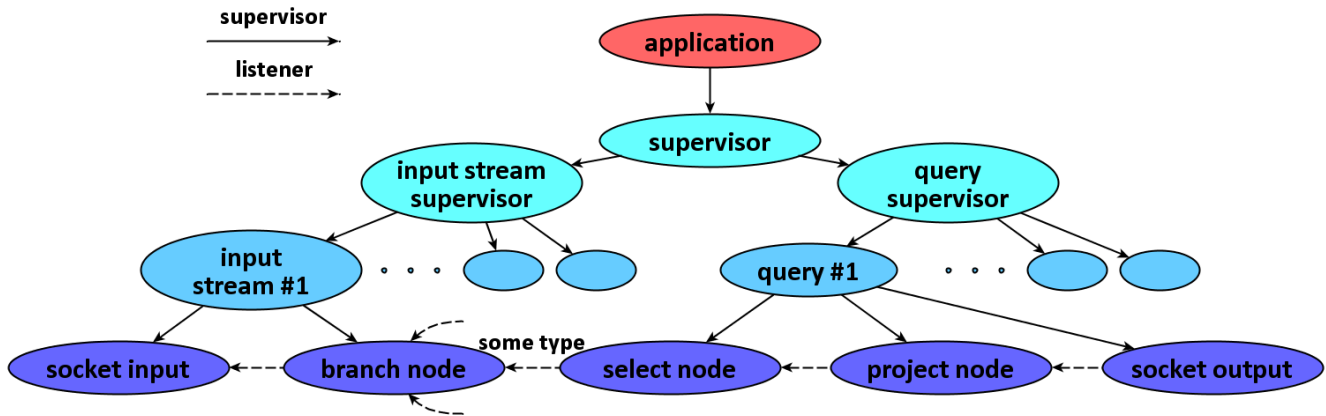 supervisor
listener
application
supervisor
input stream
supervisor
query
supervisor
input
stream #1
query #1
some type
socket input
branch node
select node
project node
socket output